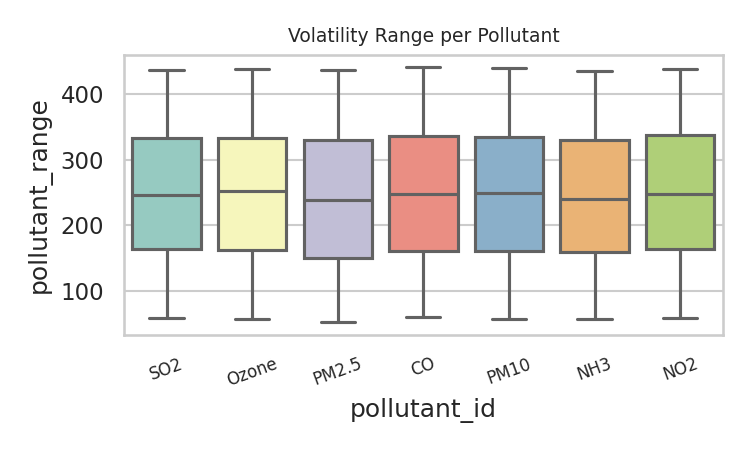 Volatility Range per Pollutant
pollutant_range
400
300
200
100
SO2 Ozone PM2.5 CO PM10 NH3 NO2
pollutant_id